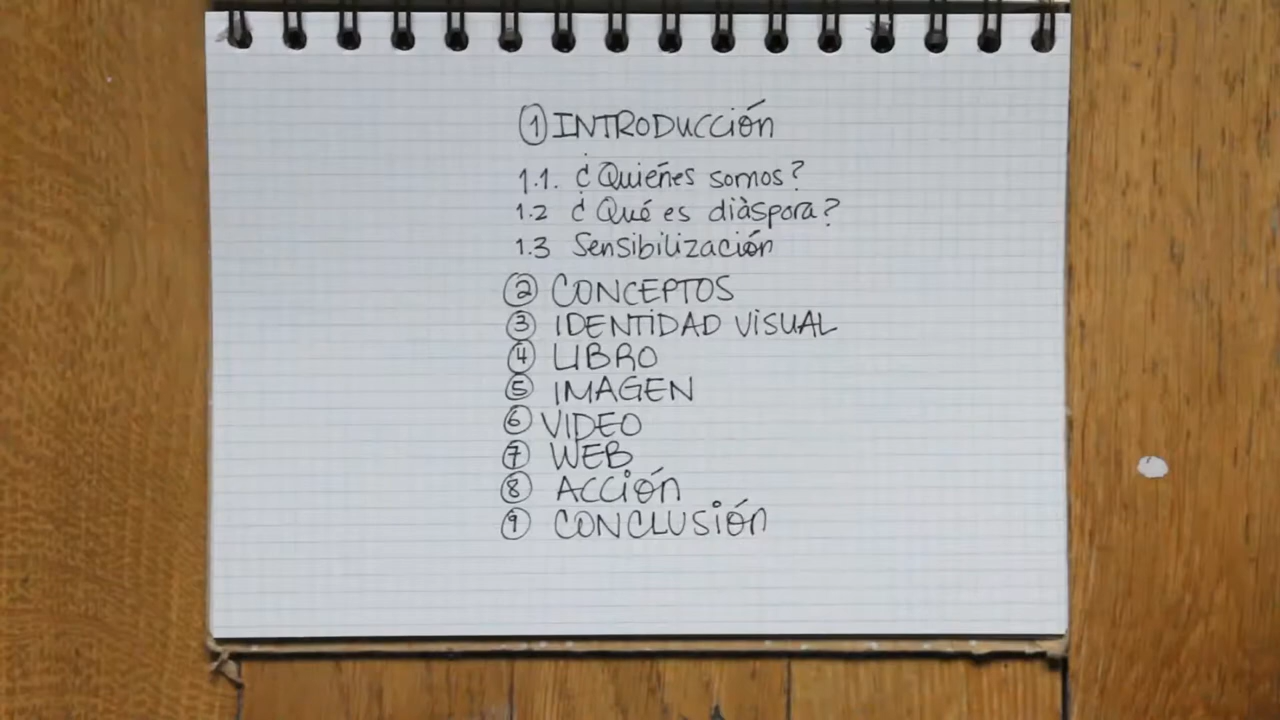 ① INTRODUCCIÓN
1.1. ¿Quiénes somos?
1.2 ¿Qué es diàspora?
1.3 Sensibilización
② CONCEPTOS
③ IDENTIDAD VISUAL
④ LIBRO
⑤ IMAGEN
⑥ VIDEO
⑦ WEB
⑧ ACCIÓN
⑨ CONCLUSIÓN